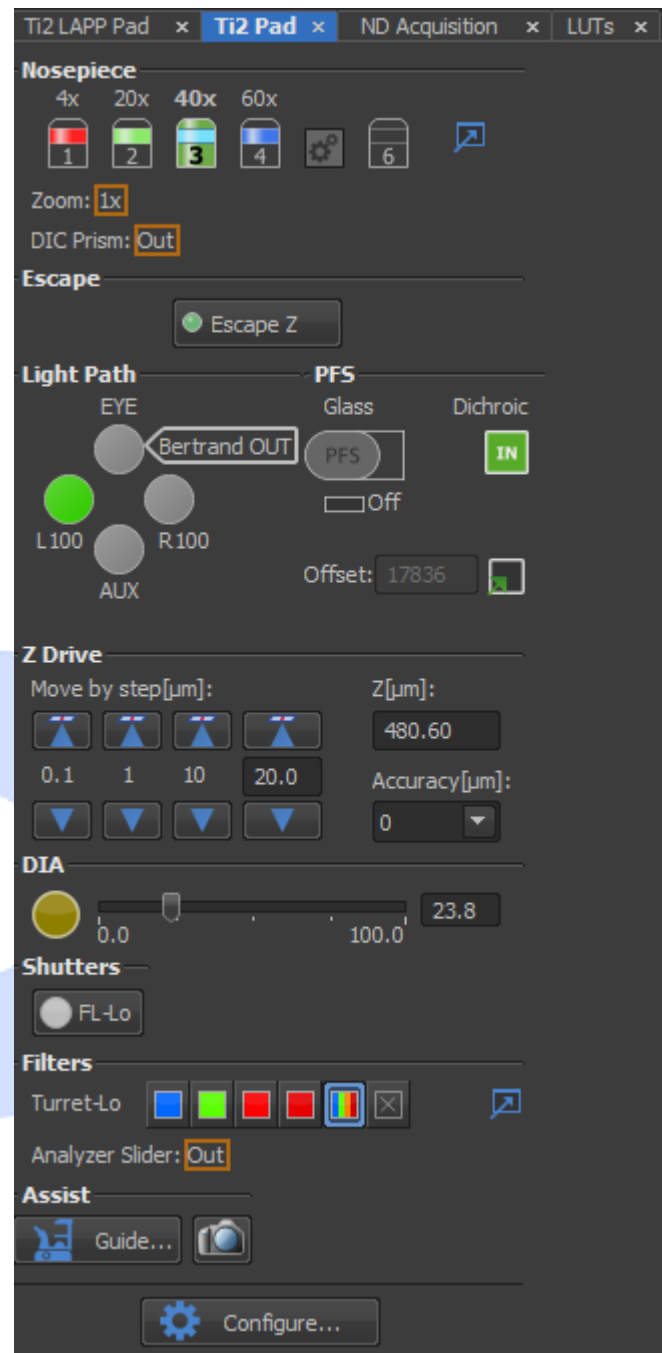 Ti2 LAPP Pad × Ti2 Pad × ND Acquisition × LUTs ×
Nosepiece
4x 20x 40x 60x
1 2 3 4 6
Zoom: 1x
DIC Prism: Out
Escape
Escape Z
Light Path PFS
EYE Glass Dichroic
Bertrand OUT PFS IN
Off
L100 R100
AUX Offset: 17836
Z Drive
Move by step[µm]: Z[µm]:
480.60
0.1 1 10 20.0 Accuracy[µm]:
0
DIA
23.8
0.0 100.0
Shutters
FL-Lo
Filters
Turret-Lo
Analyzer Slider: Out
Assist
Guide...
Configure...